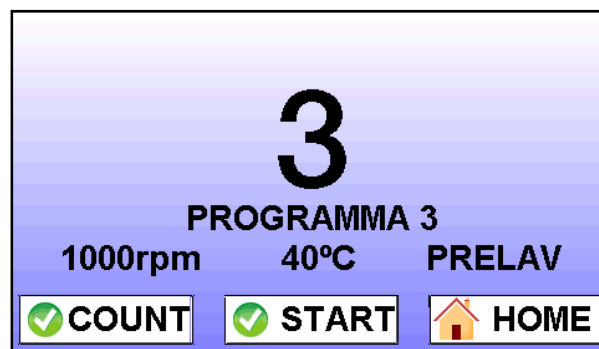 3
PROGRAMMA 3
1000rpm 40ºC PRELAV
COUNT START HOME